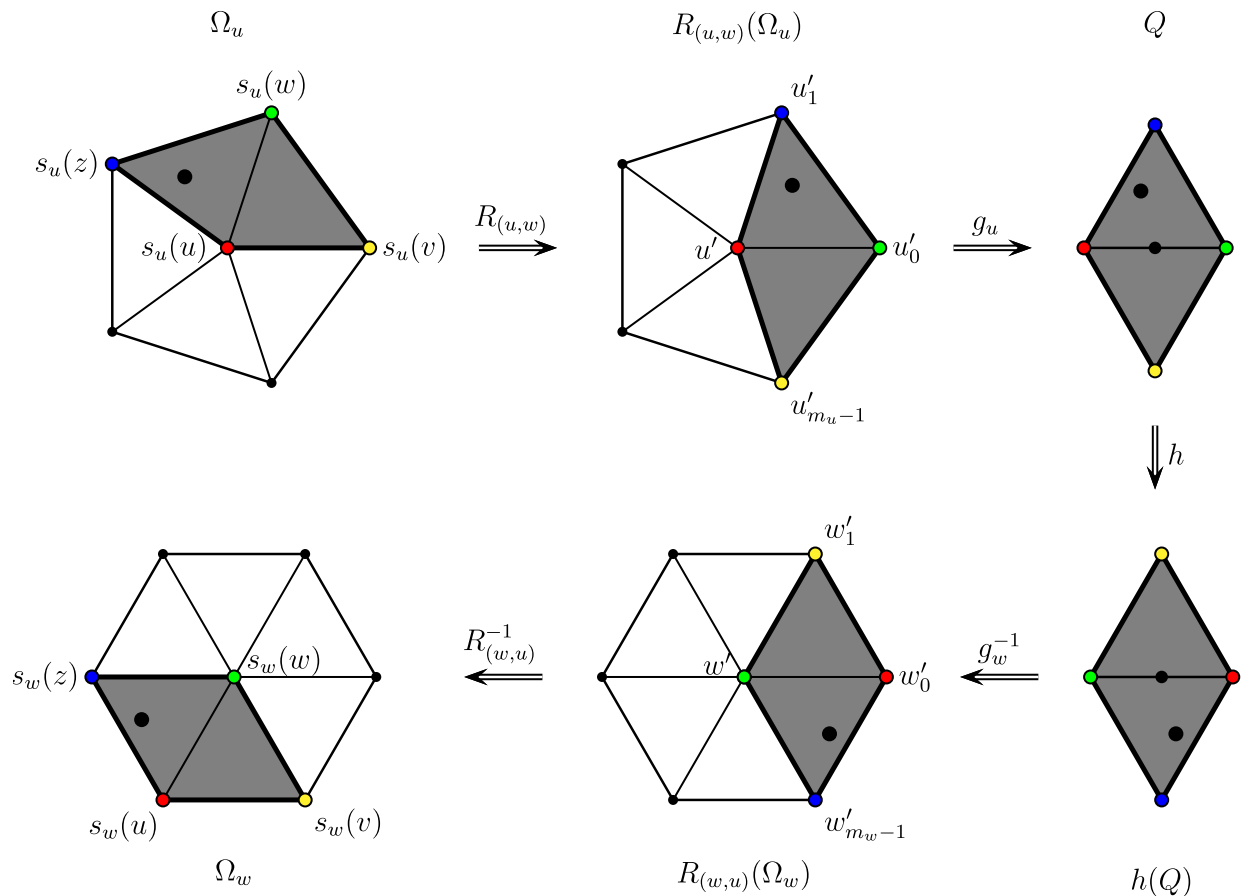 Ω_u
R_{(u,w)}(Ω_u)
Q
s_u(w)
u'_1
s_u(z)
R_{(u,w)}
g_u
s_u(u)
s_u(v)
u'
u'_0
u'_{m_u−1}
h
w'_1
R^{−1}_{(w,u)}
g^{−1}_w
s_w(z)
s_w(w)
w'
w'_0
s_w(u)
s_w(v)
w'_{m_w−1}
Ω_w
R_{(w,u)}(Ω_w)
h(Q)